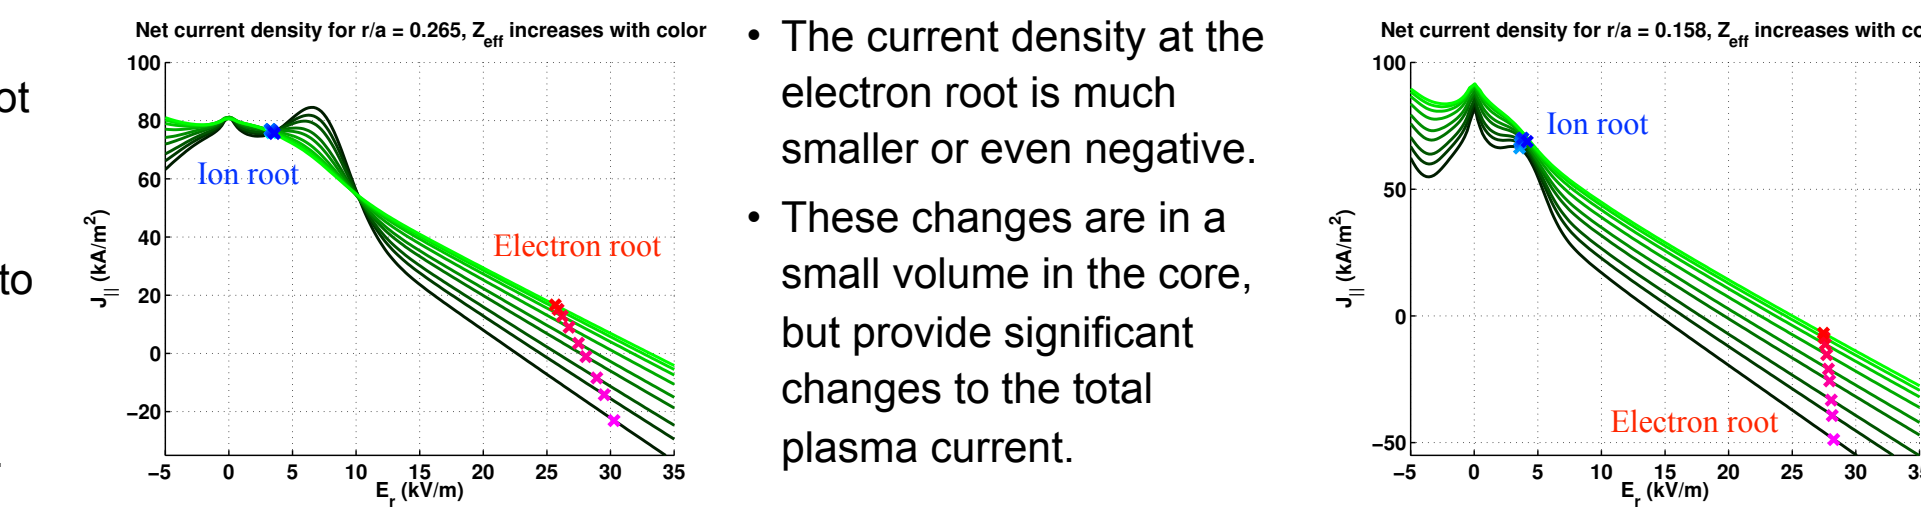 ot
to
Net current density for r/a = 0.265, Z_eff increases with color
100
80
60
40
20
0
−20
J_|| (kA/m^2)
Ion root
Electron root
−5 0 5 10 15 20 25 30 35
E_r (kV/m)
• The current density at the
electron root is much
smaller or even negative.
• These changes are in a
small volume in the core,
but provide significant
changes to the total
plasma current.
Net current density for r/a = 0.158, Z_eff increases with co
100
50
0
−50
J_|| (kA/m^2)
Ion root
Electron root
−5 0 5 10 15 20 25 30 35
E_r (kV/m)